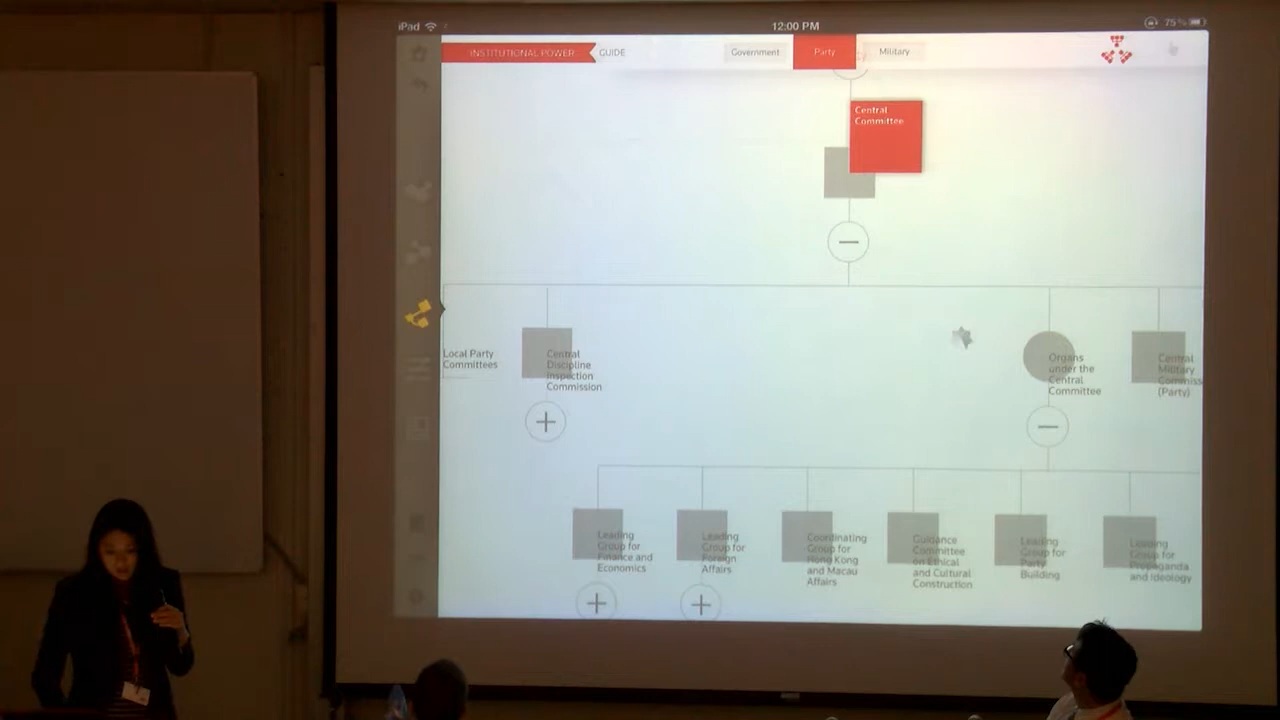 iPad 12:00 PM 75%
INSTITUTIONAL POWER GUIDE Government Party Military
Central
Committee
Local Party
Committees
Central
Discipline
Inspection
Commission
Organs
under the
Central
Committee
Central
Military
Commiss
(Party)
Leading
Group for
Finance and
Economics
Leading
Group for
Foreign
Affairs
Coordinating
Group for
Hong Kong
and Macau
Affairs
Guidance
Committee
on Ethical
and Cultural
Construction
Leading
Group for
Party
Building
Leading
Group for
Propaganda
and Ideology